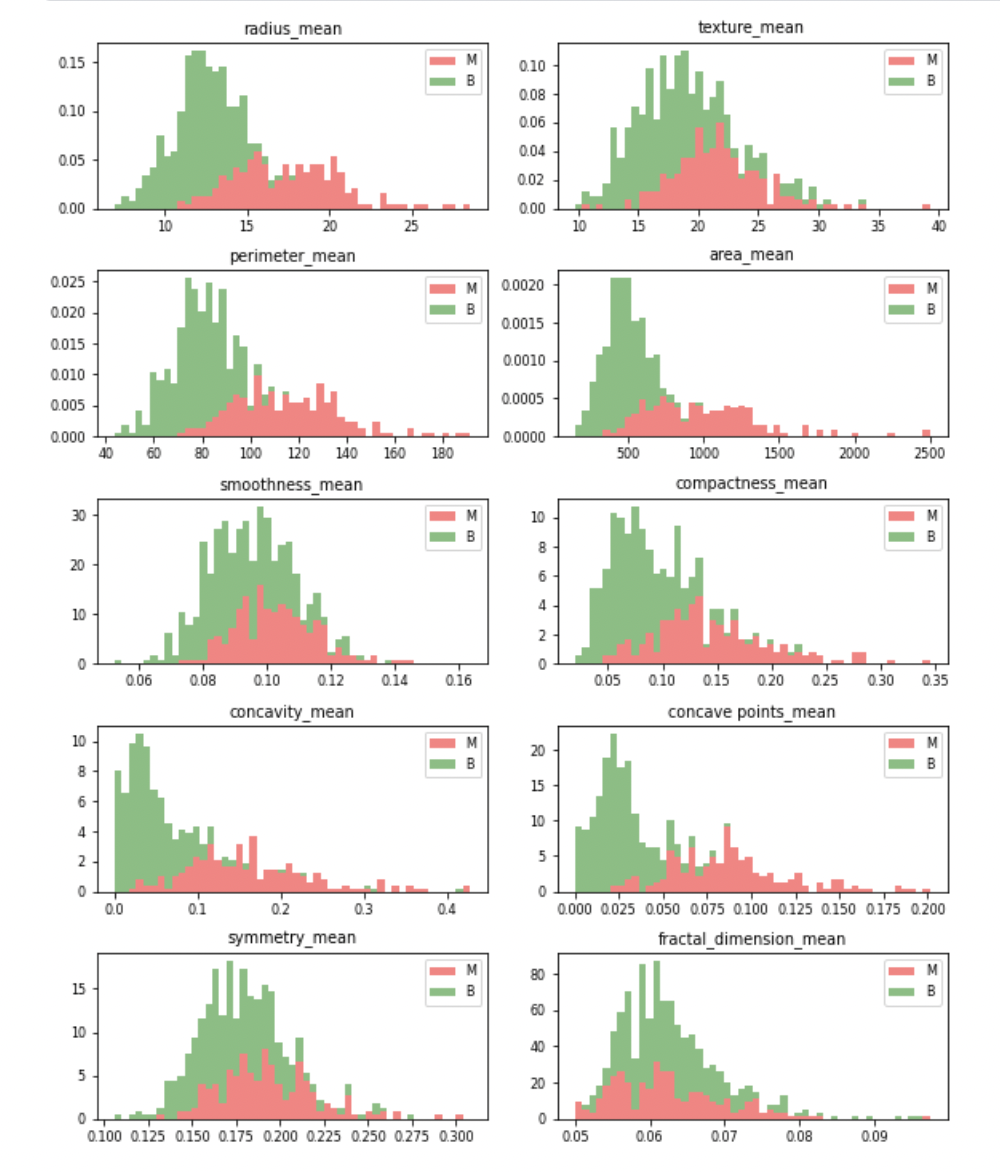 radius_mean
M
B
0.15
0.10
0.05
0.00
10 15 20 25
texture_mean
M
B
0.10
0.08
0.06
0.04
0.02
0.00
10 15 20 25 30 35 40
perimeter_mean
M
B
0.025
0.020
0.015
0.010
0.005
0.000
40 60 80 100 120 140 160 180
area_mean
M
B
0.0020
0.0015
0.0010
0.0005
0.0000
500 1000 1500 2000 2500
smoothness_mean
M
B
30
20
10
0
0.06 0.08 0.10 0.12 0.14 0.16
compactness_mean
M
B
10
8
6
4
2
0
0.05 0.10 0.15 0.20 0.25 0.30 0.35
concavity_mean
M
B
10
8
6
4
2
0
0.0 0.1 0.2 0.3 0.4
concave points_mean
M
B
20
15
10
5
0
0.000 0.025 0.050 0.075 0.100 0.125 0.150 0.175 0.200
symmetry_mean
M
B
15
10
5
0
0.100 0.125 0.150 0.175 0.200 0.225 0.250 0.275 0.300
fractal_dimension_mean
M
B
80
60
40
20
0
0.05 0.06 0.07 0.08 0.09